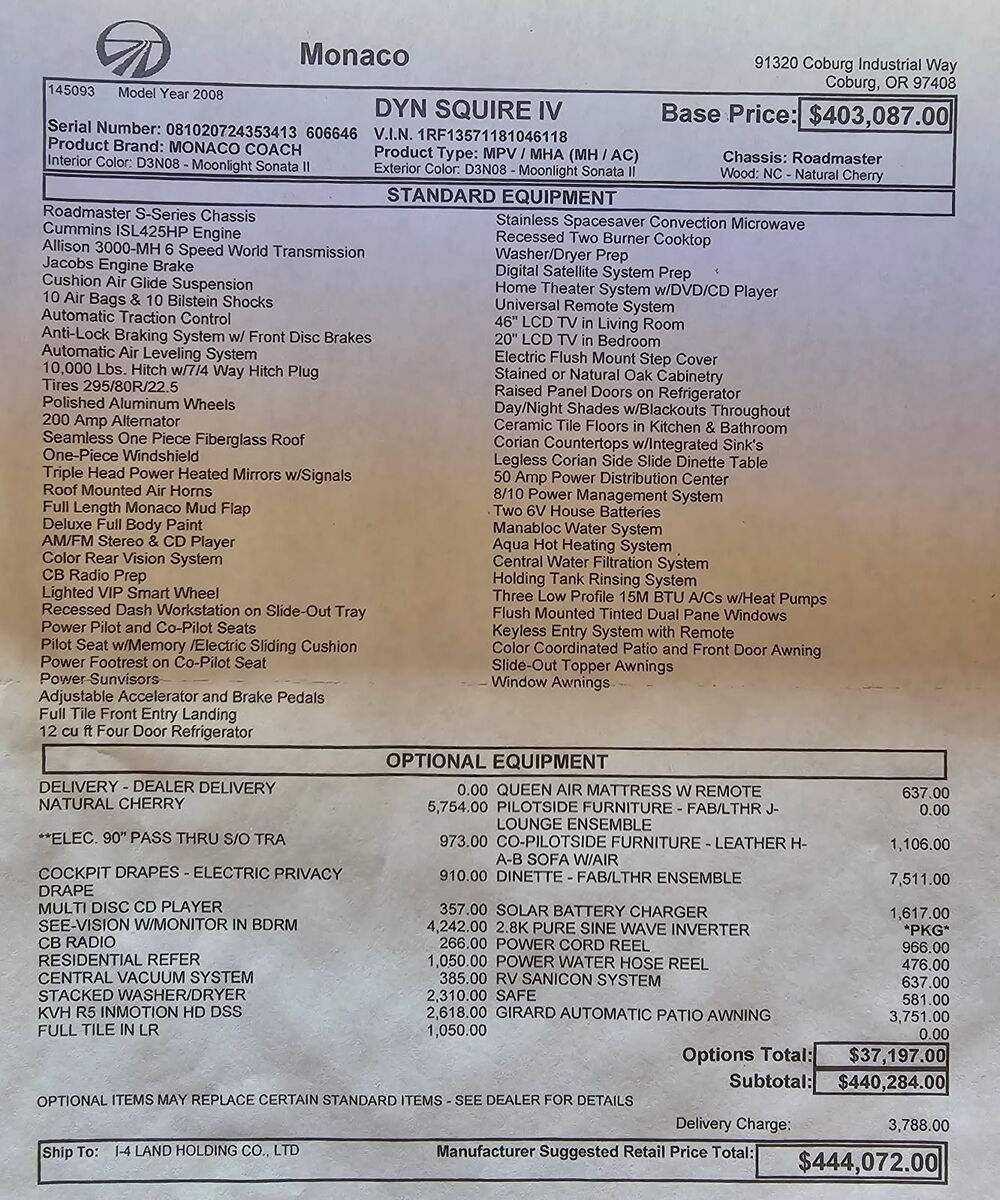 Monaco
91320 Coburg Industrial Way
Coburg, OR 97408
145093 Model Year 2008
DYN SQUIRE IV
Base Price: $403,087.00
Serial Number: 081020724353413 606646
V.I.N. 1RF13571181046118
Product Brand: MONACO COACH
Product Type: MPV / MHA (MH / AC)
Chassis: Roadmaster
Interior Color: D3N08 - Moonlight Sonata II
Exterior Color: D3N08 - Moonlight Sonata II
Wood: NC - Natural Cherry
STANDARD EQUIPMENT
Roadmaster S-Series Chassis
Cummins ISL425HP Engine
Allison 3000-MH 6 Speed World Transmission
Jacobs Engine Brake
Cushion Air Glide Suspension
10 Air Bags & 10 Bilstein Shocks
Automatic Traction Control
Anti-Lock Braking System w/ Front Disc Brakes
Automatic Air Leveling System
10,000 Lbs. Hitch w/7/4 Way Hitch Plug
Tires 295/80R/22.5
Polished Aluminum Wheels
200 Amp Alternator
Seamless One Piece Fiberglass Roof
One-Piece Windshield
Triple Head Power Heated Mirrors w/Signals
Roof Mounted Air Horns
Full Length Monaco Mud Flap
Deluxe Full Body Paint
AM/FM Stereo & CD Player
Color Rear Vision System
CB Radio Prep
Lighted VIP Smart Wheel
Recessed Dash Workstation on Slide-Out Tray
Power Pilot and Co-Pilot Seats
Pilot Seat w/Memory /Electric Sliding Cushion
Power Footrest on Co-Pilot Seat
Power Sunvisors
Adjustable Accelerator and Brake Pedals
Full Tile Front Entry Landing
12 cu ft Four Door Refrigerator
Stainless Spacesaver Convection Microwave
Recessed Two Burner Cooktop
Washer/Dryer Prep
Digital Satellite System Prep
Home Theater System w/DVD/CD Player
Universal Remote System
46" LCD TV in Living Room
20" LCD TV in Bedroom
Electric Flush Mount Step Cover
Stained or Natural Oak Cabinetry
Raised Panel Doors on Refrigerator
Day/Night Shades w/Blackouts Throughout
Ceramic Tile Floors in Kitchen & Bathroom
Corian Countertops w/Integrated Sink's
Legless Corian Side Slide Dinette Table
50 Amp Power Distribution Center
8/10 Power Management System
Two 6V House Batteries
Manabloc Water System
Aqua Hot Heating System
Central Water Filtration System
Holding Tank Rinsing System
Three Low Profile 15M BTU A/Cs w/Heat Pumps
Flush Mounted Tinted Dual Pane Windows
Keyless Entry System with Remote
Color Coordinated Patio and Front Door Awning
Slide-Out Topper Awnings
Window Awnings
OPTIONAL EQUIPMENT
DELIVERY - DEALER DELIVERY 0.00
NATURAL CHERRY 5,754.00
**ELEC. 90" PASS THRU S/O TRA 973.00
COCKPIT DRAPES - ELECTRIC PRIVACY 910.00
DRAPE
MULTI DISC CD PLAYER 357.00
SEE-VISION W/MONITOR IN BDRM 4,242.00
CB RADIO 266.00
RESIDENTIAL REFER 1,050.00
CENTRAL VACUUM SYSTEM 385.00
STACKED WASHER/DRYER 2,310.00
KVH R5 INMOTION HD DSS 2,618.00
FULL TILE IN LR 1,050.00
QUEEN AIR MATTRESS W REMOTE 637.00
PILOTSIDE FURNITURE - FAB/LTHR J- 0.00
LOUNGE ENSEMBLE
CO-PILOTSIDE FURNITURE - LEATHER H- 1,106.00
A-B SOFA W/AIR
DINETTE - FAB/LTHR ENSEMBLE 7,511.00
SOLAR BATTERY CHARGER 1,617.00
2.8K PURE SINE WAVE INVERTER *PKG*
POWER CORD REEL 966.00
POWER WATER HOSE REEL 476.00
RV SANICON SYSTEM 637.00
SAFE 581.00
GIRARD AUTOMATIC PATIO AWNING 3,751.00
0.00
Options Total: $37,197.00
Subtotal: $440,284.00
OPTIONAL ITEMS MAY REPLACE CERTAIN STANDARD ITEMS - SEE DEALER FOR DETAILS
Delivery Charge: 3,788.00
Ship To: I-4 LAND HOLDING CO., LTD
Manufacturer Suggested Retail Price Total: $444,072.00